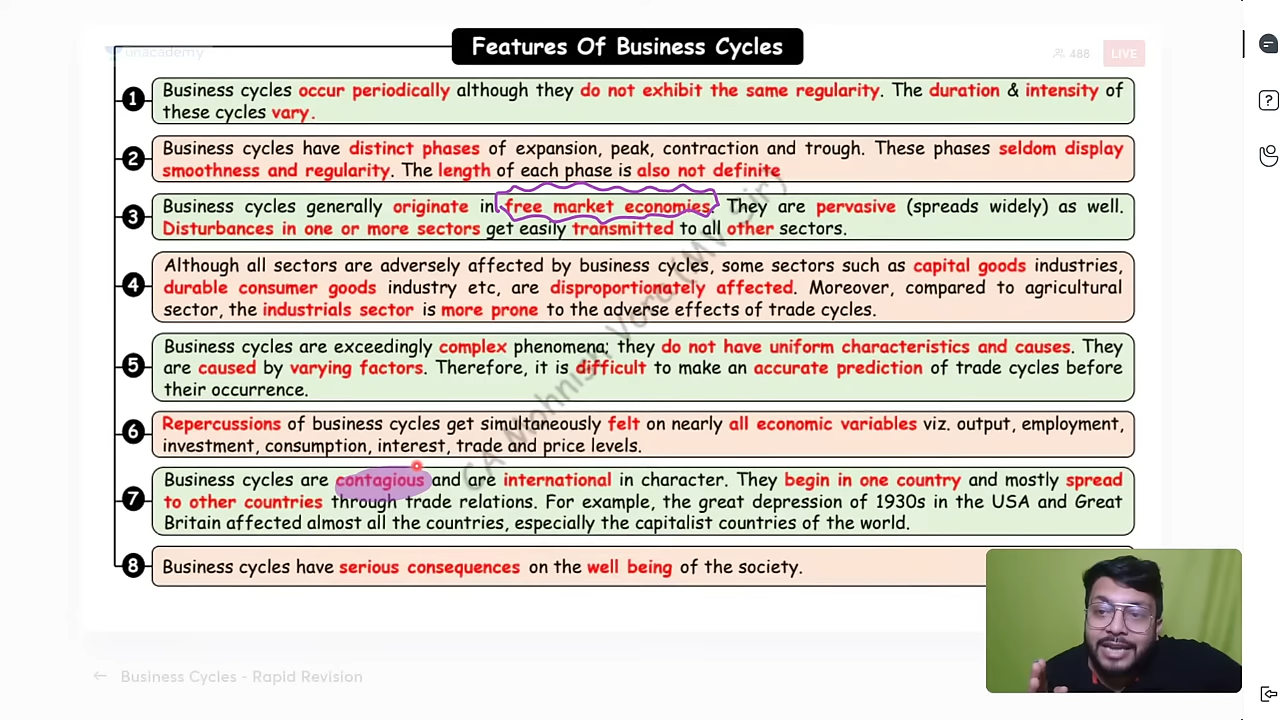 Features Of Business Cycles
unacademy
488
LIVE
1
Business cycles occur periodically although they do not exhibit the same regularity. The duration & intensity of
these cycles vary.
2
Business cycles have distinct phases of expansion, peak, contraction and trough. These phases seldom display
smoothness and regularity. The length of each phase is also not definite
3
Business cycles generally originate in free market economies. They are pervasive (spreads widely) as well.
Disturbances in one or more sectors get easily transmitted to all other sectors.
4
Although all sectors are adversely affected by business cycles, some sectors such as capital goods industries,
durable consumer goods industry etc, are disproportionately affected. Moreover, compared to agricultural
sector, the industrials sector is more prone to the adverse effects of trade cycles.
5
Business cycles are exceedingly complex phenomena; they do not have uniform characteristics and causes. They
are caused by varying factors. Therefore, it is difficult to make an accurate prediction of trade cycles before
their occurrence.
6
Repercussions of business cycles get simultaneously felt on nearly all economic variables viz. output, employment,
investment, consumption, interest, trade and price levels.
7
Business cycles are contagious and are international in character. They begin in one country and mostly spread
to other countries through trade relations. For example, the great depression of 1930s in the USA and Great
Britain affected almost all the countries, especially the capitalist countries of the world.
8
Business cycles have serious consequences on the well being of the society.
CA Mohnish Vora (MV Sir)
Business Cycles - Rapid Revision